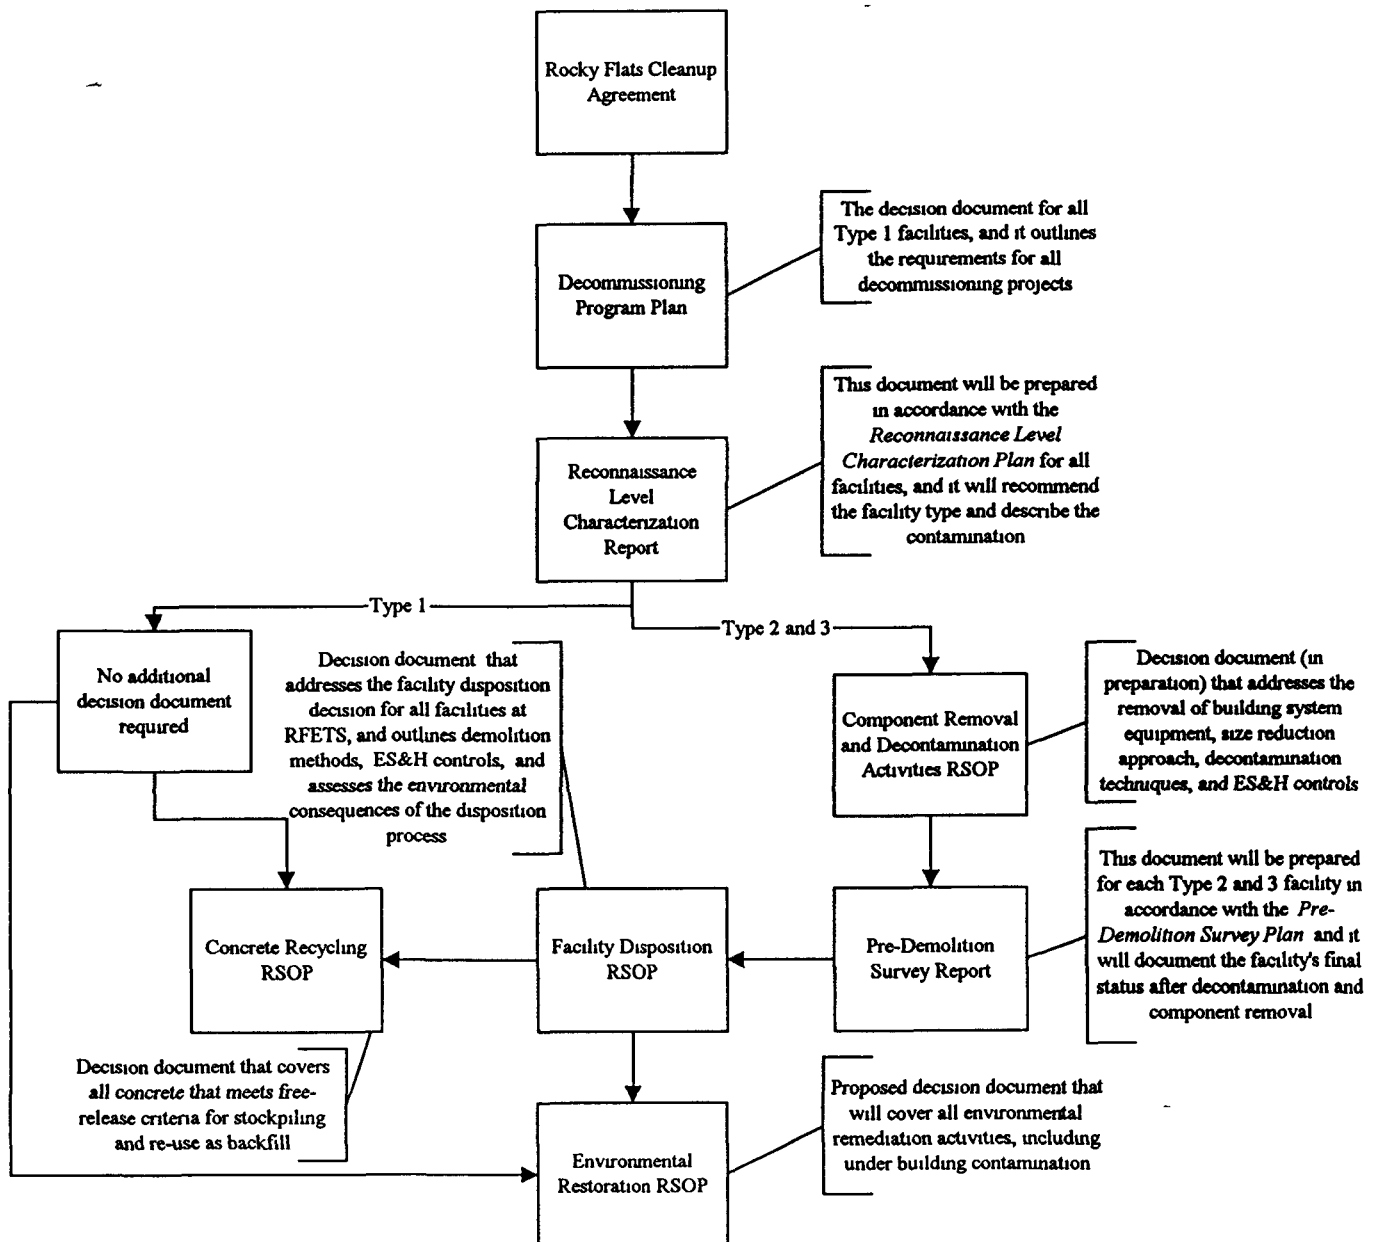 Rocky Flats Cleanup
Agreement
Decommissioning
Program Plan
The decision document for all
Type 1 facilities, and it outlines
the requirements for all
decommissioning projects
Reconnaissance
Level
Characterization
Report
This document will be prepared
in accordance with the
Reconnaissance Level
Characterization Plan for all
facilities, and it will recommend
the facility type and describe the
contamination
Type 1
Type 2 and 3
No additional
decision document
required
Decision document that
addresses the facility disposition
decision for all facilities at
RFETS, and outlines demolition
methods, ES&H controls, and
assesses the environmental
consequences of the disposition
process
Component Removal
and Decontamination
Activities RSOP
Decision document (in
preparation) that addresses the
removal of building system
equipment, size reduction
approach, decontamination
techniques, and ES&H controls
Concrete Recycling
RSOP
Facility Disposition
RSOP
Pre-Demolition
Survey Report
This document will be prepared
for each Type 2 and 3 facility in
accordance with the Pre-
Demolition Survey Plan and it
will document the facility's final
status after decontamination and
component removal
Decision document that covers
all concrete that meets free-
release criteria for stockpiling
and re-use as backfill
Environmental
Restoration RSOP
Proposed decision document that
will cover all environmental
remediation activities, including
under building contamination